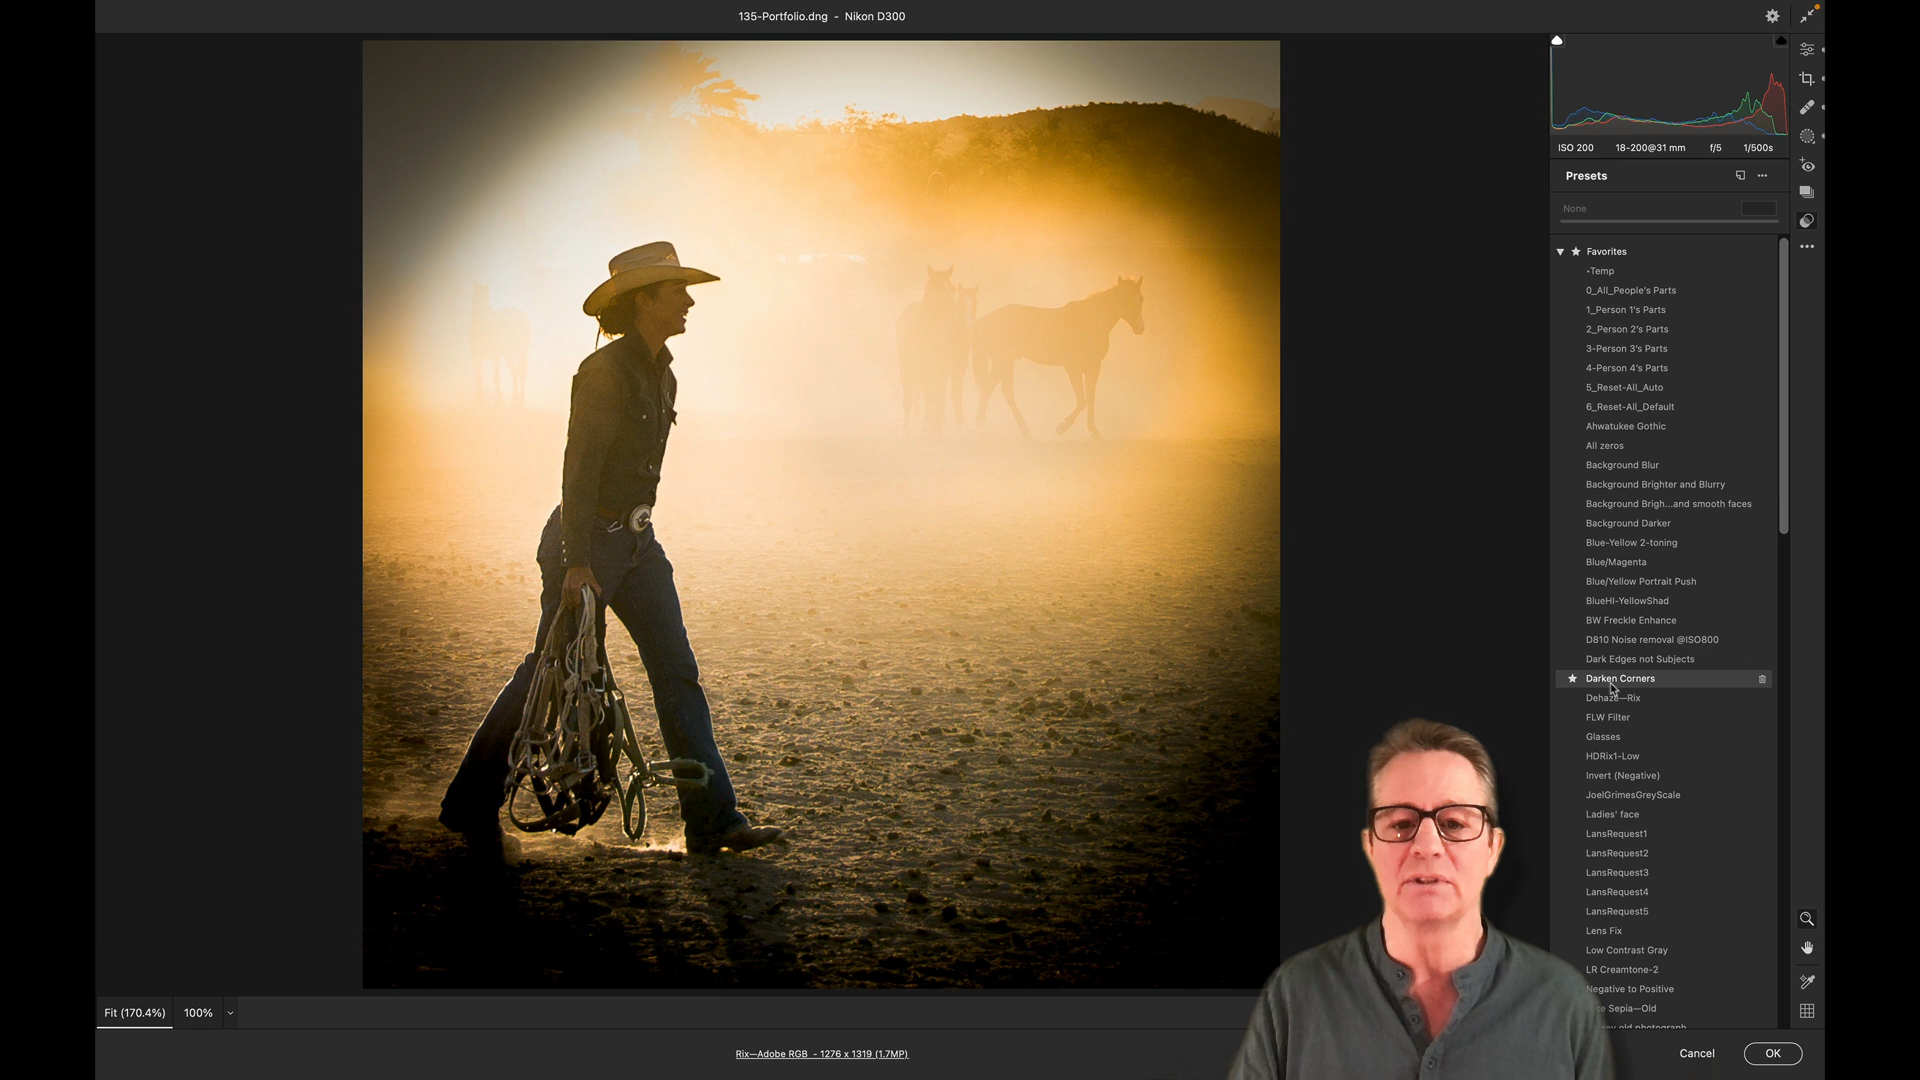 135-Portfolio.dng - Nikon D300
ISO 200 18-200@31 mm f/5 1/500s
Presets
None
Favorites
-Temp
0_All_People's Parts
1_Person 1's Parts
2_Person 2's Parts
3-Person 3's Parts
4-Person 4's Parts
5_Reset-All_Auto
6_Reset-All_Default
Ahwatukee Gothic
All zeros
Background Blur
Background Brighter and Blurry
Background Brigh...and smooth faces
Background Darker
Blue-Yellow 2-toning
Blue/Magenta
Blue/Yellow Portrait Push
BlueHI-YellowShad
BW Freckle Enhance
D810 Noise removal @ISO800
Dark Edges not Subjects
Darken Corners
Dehaze—Rix
FLW Filter
Glasses
HDRix1-Low
Invert (Negative)
JoelGrimesGreyScale
Ladies' face
LansRequest1
LansRequest2
LansRequest3
LansRequest4
LansRequest5
Lens Fix
Low Contrast Gray
LR Creamtone-2
Negative to Positive
Sepia—Old
old photograph
Fit (170.4%) 100%
Rix—Adobe RGB - 1276 x 1319 (1.7MP)
Cancel OK